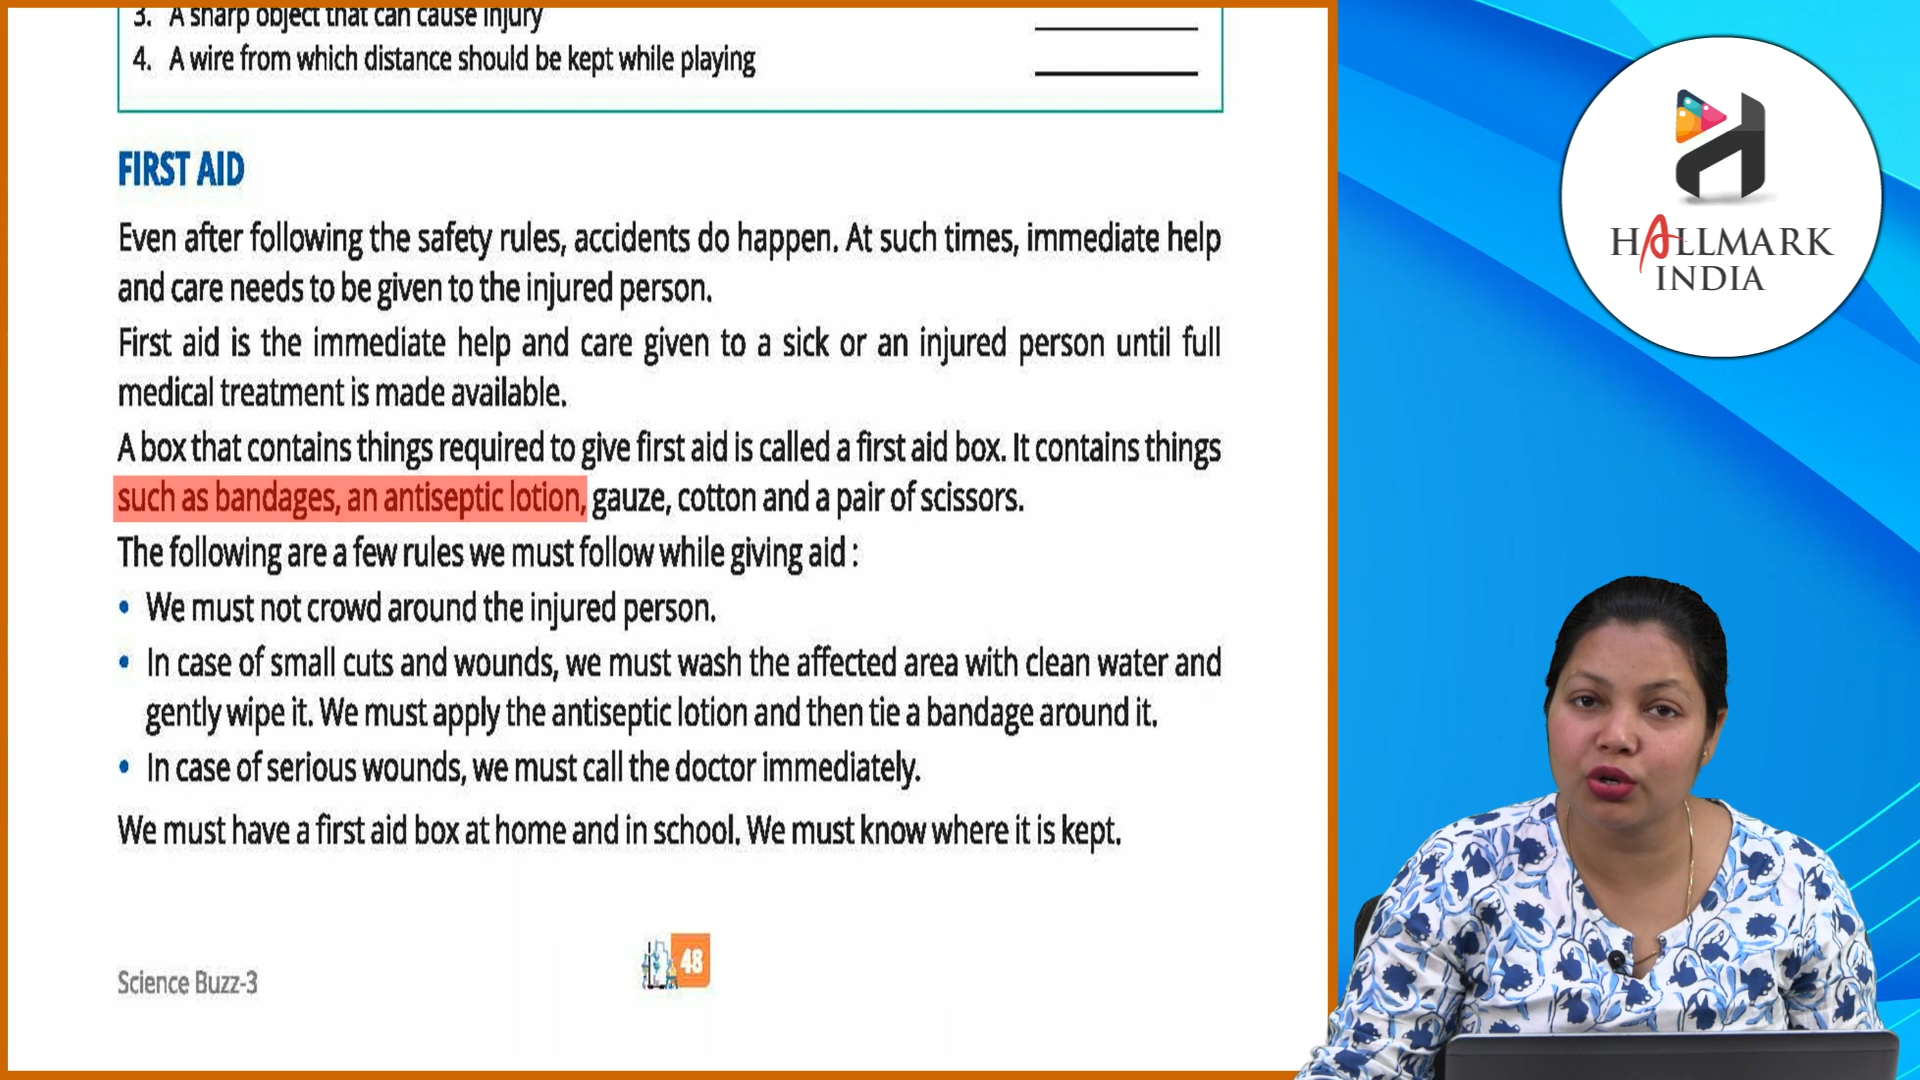 3. A sharp object that can cause injury
4. A wire from which distance should be kept while playing
FIRST AID
Even after following the safety rules, accidents do happen. At such times, immediate help
and care needs to be given to the injured person.
First aid is the immediate help and care given to a sick or an injured person until full
medical treatment is made available.
A box that contains things required to give first aid is called a first aid box. It contains things
such as bandages, an antiseptic lotion, gauze, cotton and a pair of scissors.
The following are a few rules we must follow while giving aid :
• We must not crowd around the injured person.
• In case of small cuts and wounds, we must wash the affected area with clean water and
gently wipe it. We must apply the antiseptic lotion and then tie a bandage around it.
• In case of serious wounds, we must call the doctor immediately.
We must have a first aid box at home and in school. We must know where it is kept.
48
Science Buzz-3
HALLMARK
INDIA